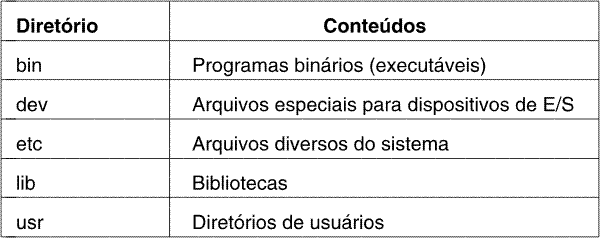 Diretório Conteúdos
bin Programas binários (executáveis)
dev Arquivos especiais para dispositivos de E/S
etc Arquivos diversos do sistema
lib Bibliotecas
usr Diretórios de usuários